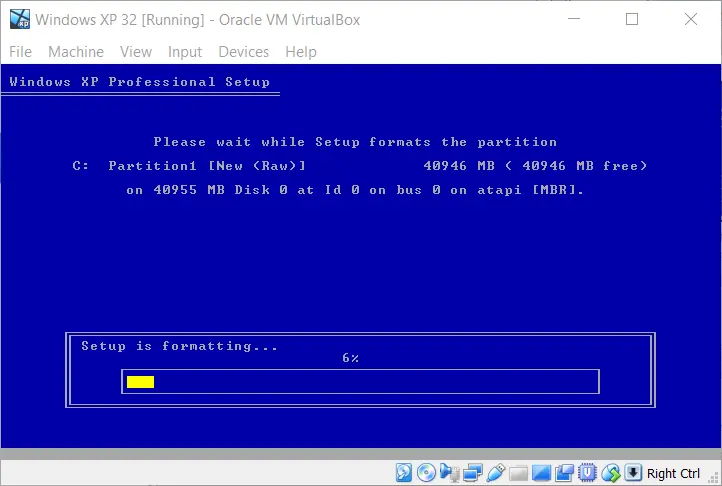 Windows XP 32 [Running] - Oracle VM VirtualBox
File Machine View Input Devices Help
Windows XP Professional Setup
Please wait while Setup formats the partition
C: Partition1 [New (Raw)] 40946 MB ( 40946 MB free)
on 40955 MB Disk 0 at Id 0 on bus 0 on atapi [MBR].
Setup is formatting...
6%
Right Ctrl